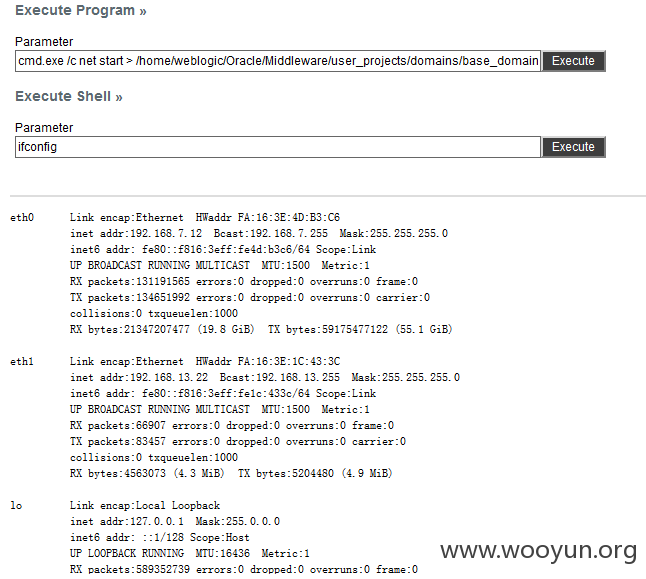 Execute Program »
Parameter
cmd.exe /c net start > /home/weblogic/Oracle/Middleware/user_projects/domains/base_domain
Execute
Execute Shell »
Parameter
ifconfig
Execute
eth0 Link encap:Ethernet HWaddr FA:16:3E:4D:B3:C6
inet addr:192.168.7.12 Bcast:192.168.7.255 Mask:255.255.255.0
inet6 addr: fe80::f816:3eff:fe4d:b3c6/64 Scope:Link
UP BROADCAST RUNNING MULTICAST MTU:1500 Metric:1
RX packets:131191565 errors:0 dropped:0 overruns:0 frame:0
TX packets:134651992 errors:0 dropped:0 overruns:0 carrier:0
collisions:0 txqueuelen:1000
RX bytes:21347207477 (19.8 GiB) TX bytes:59175477122 (55.1 GiB)
eth1 Link encap:Ethernet HWaddr FA:16:3E:1C:43:3C
inet addr:192.168.13.22 Bcast:192.168.13.255 Mask:255.255.255.0
inet6 addr: fe80::f816:3eff:fe1c:433c/64 Scope:Link
UP BROADCAST RUNNING MULTICAST MTU:1500 Metric:1
RX packets:66907 errors:0 dropped:0 overruns:0 frame:0
TX packets:83457 errors:0 dropped:0 overruns:0 carrier:0
collisions:0 txqueuelen:1000
RX bytes:4563073 (4.3 MiB) TX bytes:5204480 (4.9 MiB)
lo Link encap:Local Loopback
inet addr:127.0.0.1 Mask:255.0.0.0
inet6 addr: ::1/128 Scope:Host
UP LOOPBACK RUNNING MTU:16436 Metric:1
RX packets:589352739 errors:0 dropped:0 overruns:0 frame:0
www.wooyun.org